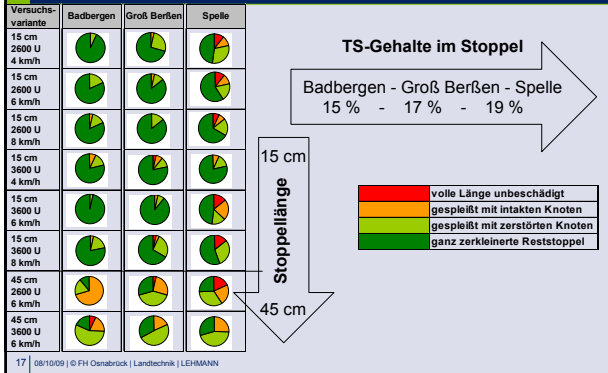 Versuchs-
variante
Badbergen
Groß Berßen
Spelle
15 cm
2600 U
4 km/h
15 cm
2600 U
6 km/h
15 cm
2600 U
8 km/h
15 cm
3600 U
4 km/h
15 cm
3600 U
6 km/h
15 cm
3600 U
8 km/h
45 cm
2600 U
6 km/h
45 cm
3600 U
6 km/h
TS-Gehalte im Stoppel
Badbergen - Groß Berßen - Spelle
15 % - 17 % - 19 %
15 cm
Stoppellänge
45 cm
volle Länge unbeschädigt
gespleißt mit intakten Knoten
gespleißt mit zerstörten Knoten
ganz zerkleinerte Reststoppel
17 08/10/09 | © FH Osnabrück | Landtechnik | LEHMANN